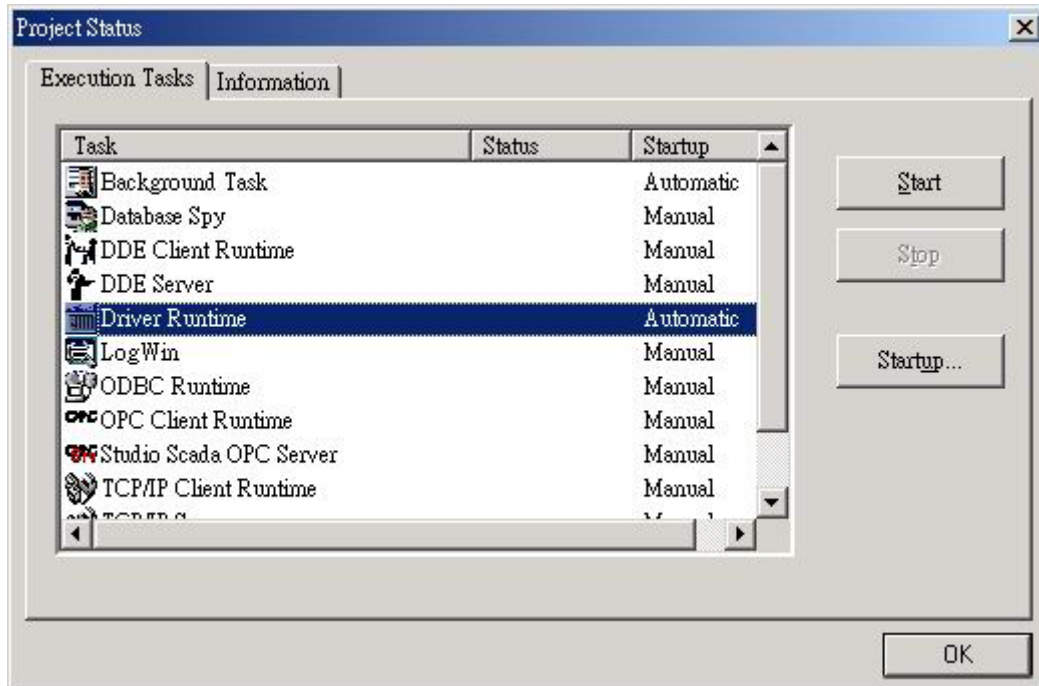 Project Status
Execution Tasks Information
Task Status Startup
Background Task Automatic
Database Spy Manual
DDE Client Runtime Manual
DDE Server Manual
Driver Runtime Automatic
LogWin Manual
ODBC Runtime Manual
OPC Client Runtime Manual
Studio Scada OPC Server Manual
TCP/IP Client Runtime Manual
Start
Stop
Startup...
OK